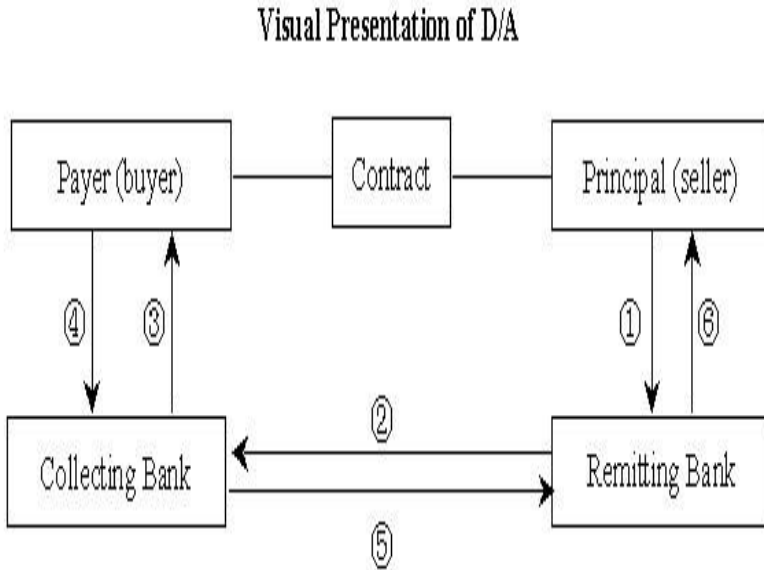 Visual Presentation of D/A
Payer (buyer)
Contract
Principal (seller)
④
③
①
⑥
②
Collecting Bank
Remitting Bank
⑤